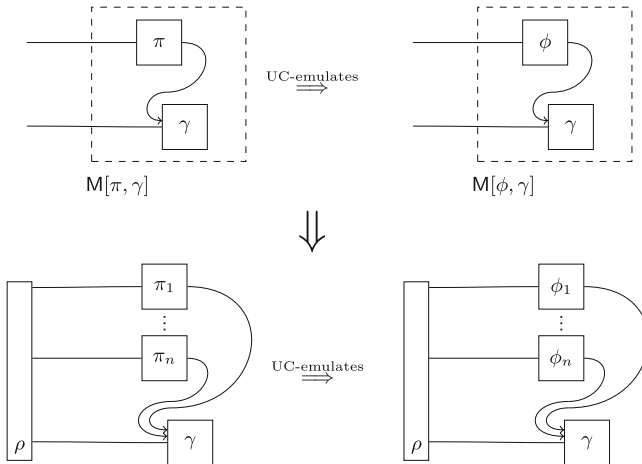 π
UC-emulates
⟹
ϕ
γ
γ
M[π, γ]
M[ϕ, γ]
⇓
π₁
ϕ₁
⋮
⋮
πₙ
UC-emulates
⟹
ϕₙ
ρ
γ
ρ
γ